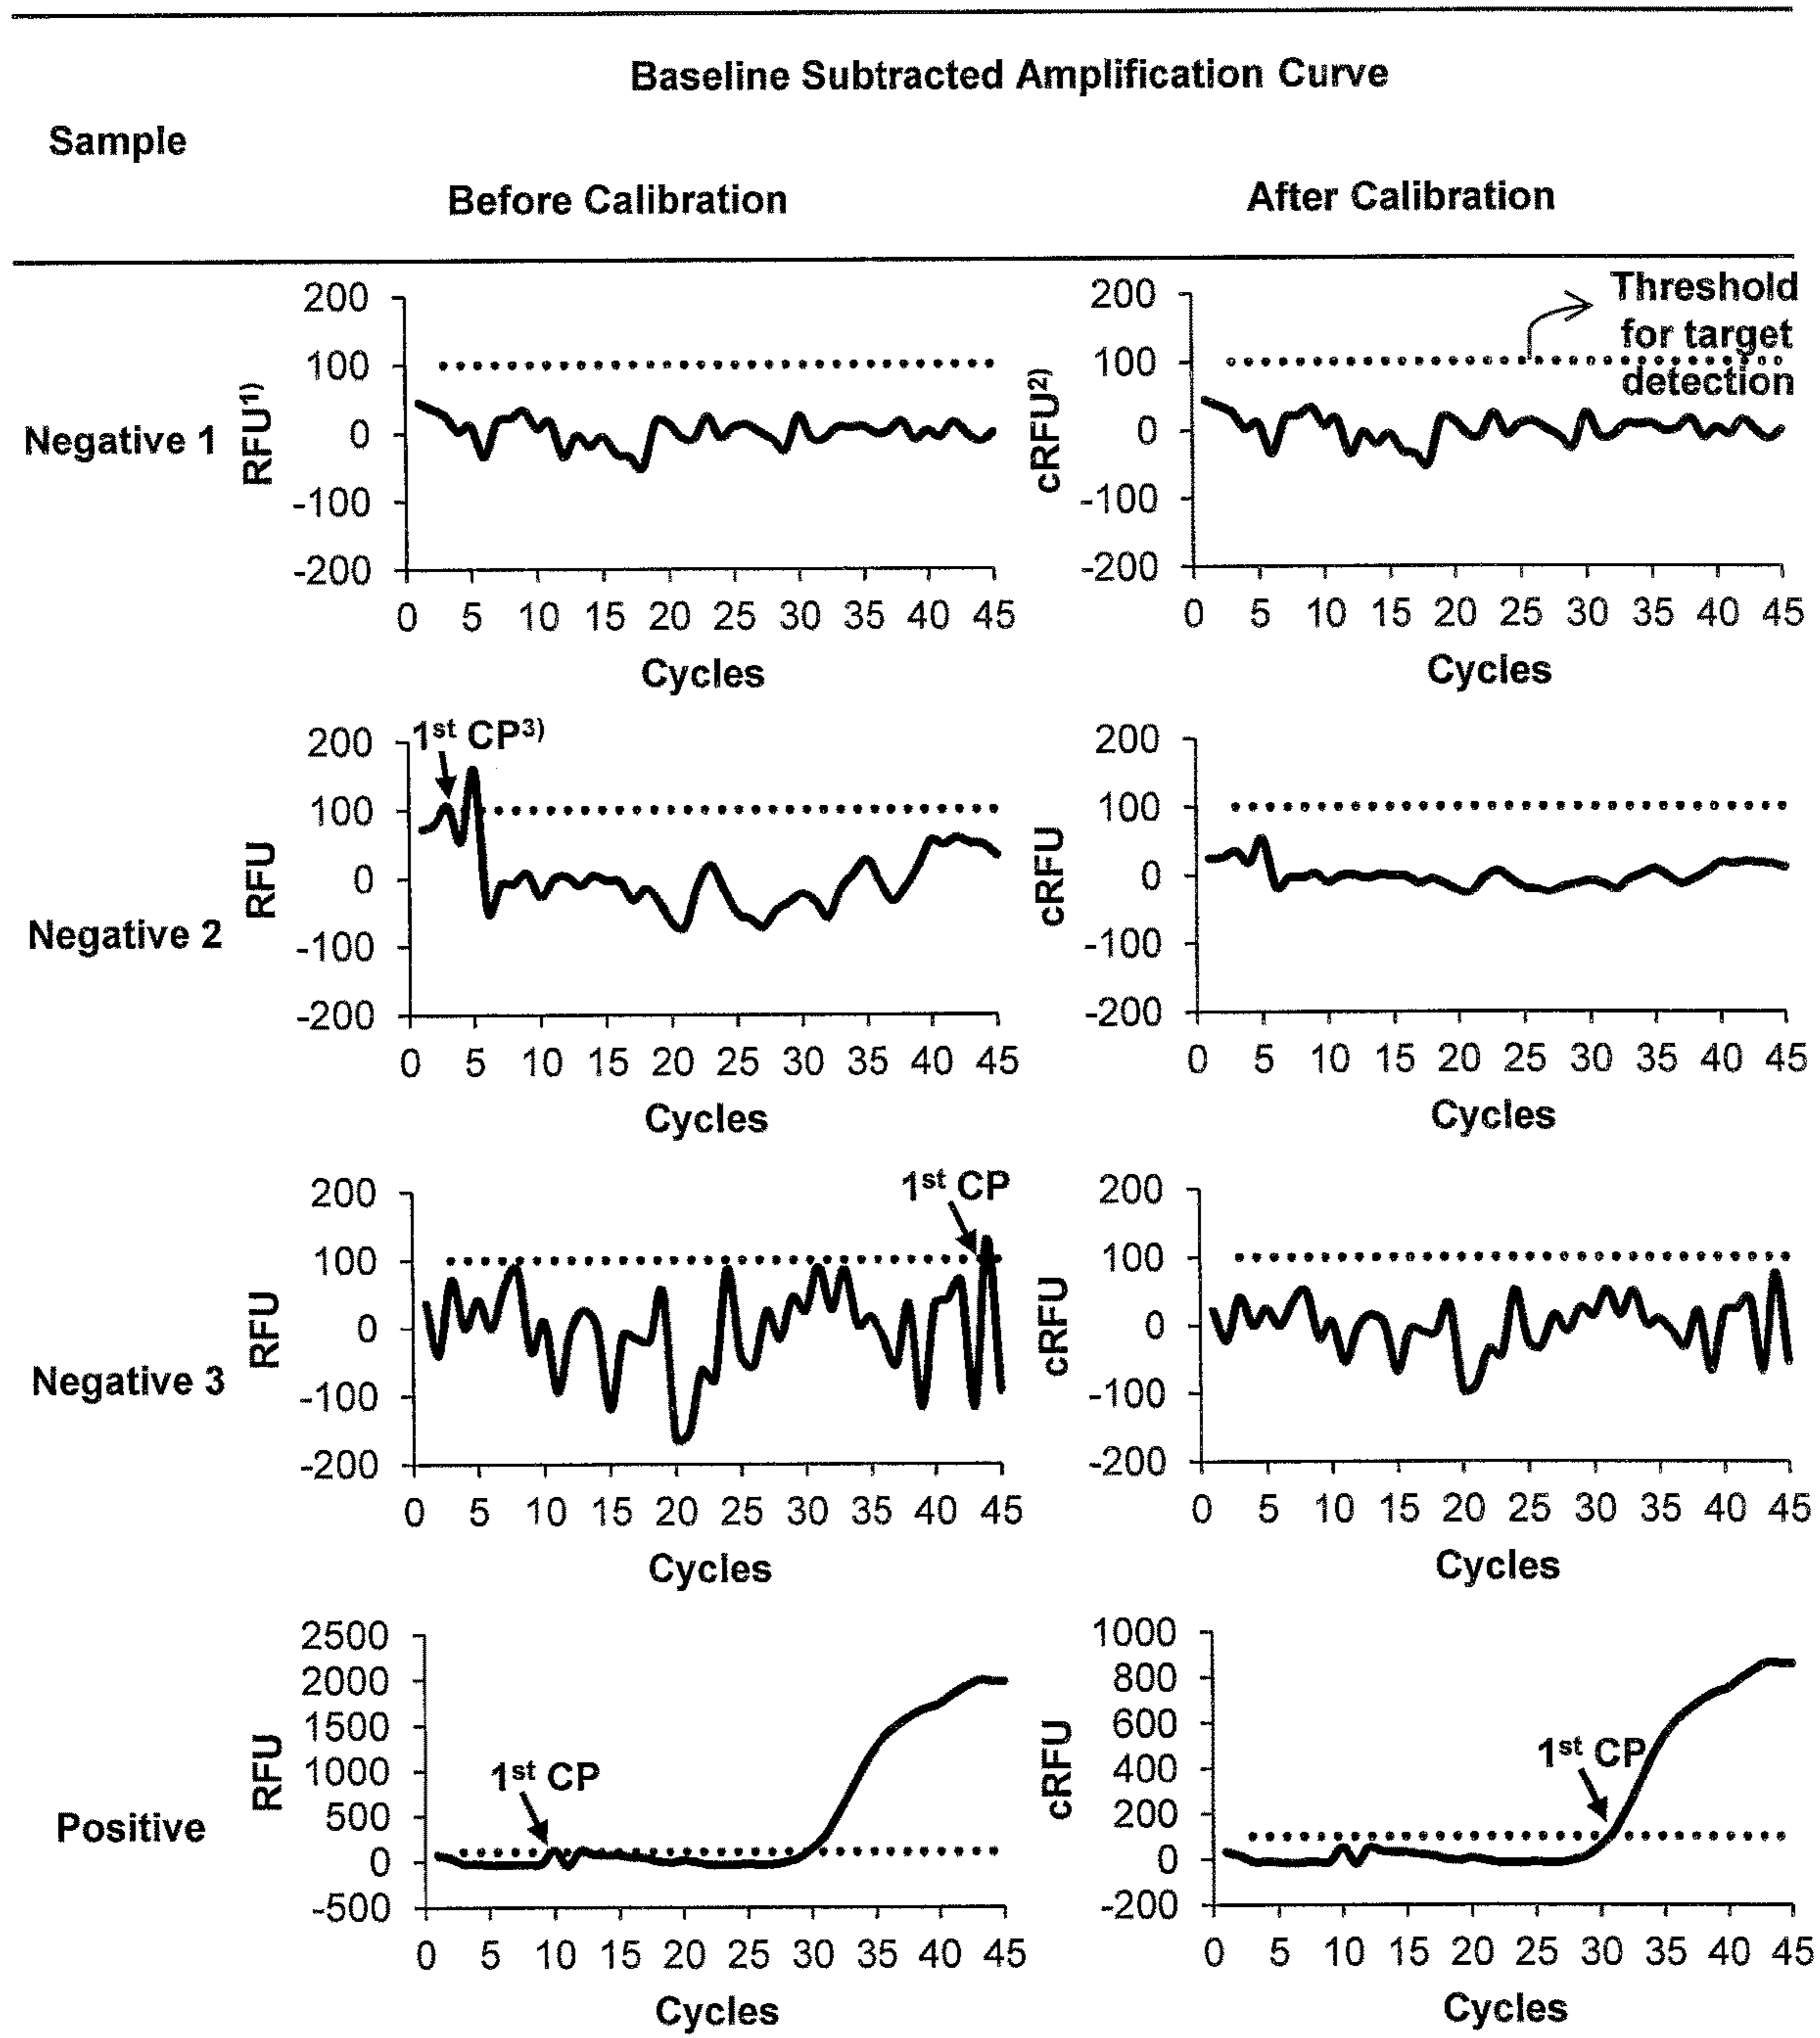 Baseline Subtracted Amplification Curve
Sample
Before Calibration
After Calibration
Negative 1
RFU1)
200
100
0
-100
-200
0 5 10 15 20 25 30 35 40 45
Cycles
cRFU2)
200
100
0
-100
-200
Threshold
for target
detection
0 5 10 15 20 25 30 35 40 45
Cycles
Negative 2
RFU
200
100
0
-100
-200
1st CP3)
0 5 10 15 20 25 30 35 40 45
Cycles
cRFU
200
100
0
-100
-200
0 5 10 15 20 25 30 35 40 45
Cycles
Negative 3
RFU
200
100
0
-100
-200
1st CP
0 5 10 15 20 25 30 35 40 45
Cycles
cRFU
200
100
0
-100
-200
0 5 10 15 20 25 30 35 40 45
Cycles
Positive
RFU
2500
2000
1500
1000
500
0
-500
1st CP
0 5 10 15 20 25 30 35 40 45
Cycles
cRFU
1000
800
600
400
200
0
-200
1st CP
0 5 10 15 20 25 30 35 40 45
Cycles